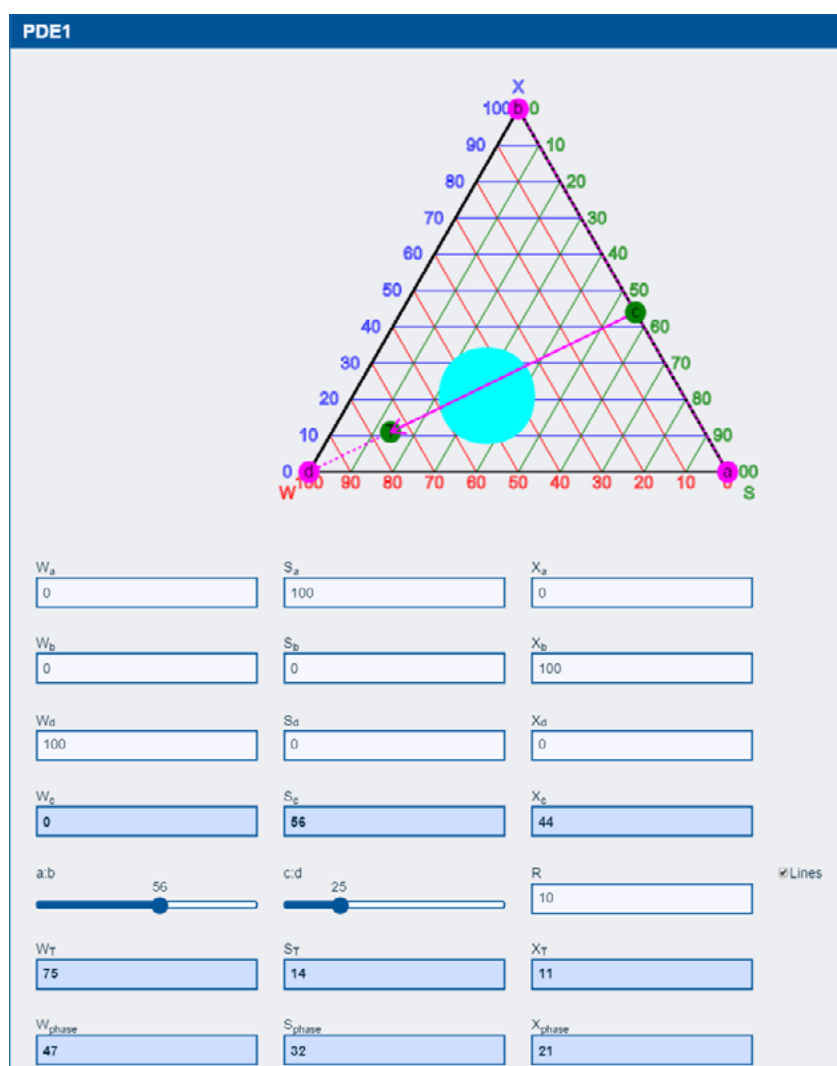 PDE1
X
100 b 0
90 10
80 20
70 30
60 40
50 50
c
40 60
30 70
20 80
10 90
0 d a 00
W 100 90 80 70 60 50 40 30 20 10 S
Wa Sa Xa
0 100 0
Wb Sb Xb
0 0 100
Wd Sd Xd
100 0 0
Wc Sc Xc
0 56 44
a:b c:d R Lines
56 25 10
WT ST XT
75 14 11
Wphase Sphase Xphase
47 32 21